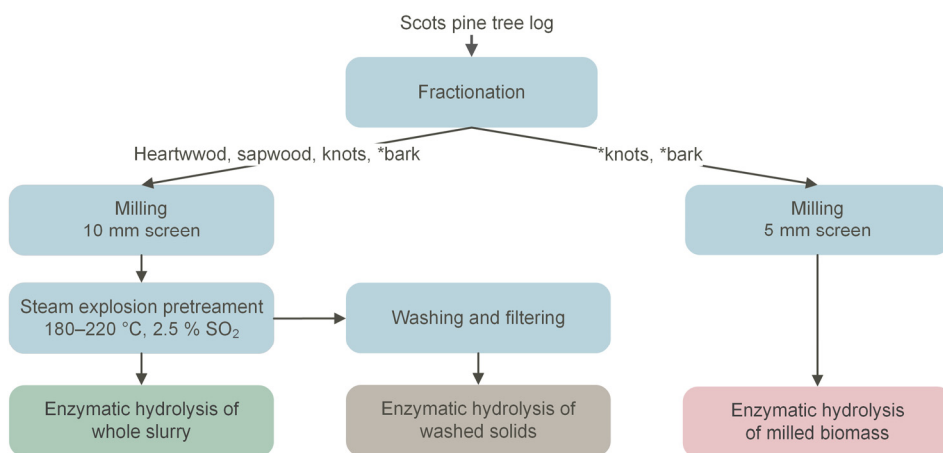 Scots pine tree log
Fractionation
Heartwwod, sapwood, knots, *bark
*knots, *bark
Milling
10 mm screen
Milling
5 mm screen
Steam explosion pretreament
180–220 °C, 2.5 % SO₂
Washing and filtering
Enzymatic hydrolysis of
whole slurry
Enzymatic hydrolysis of
washed solids
Enzymatic hydrolysis
of milled biomass